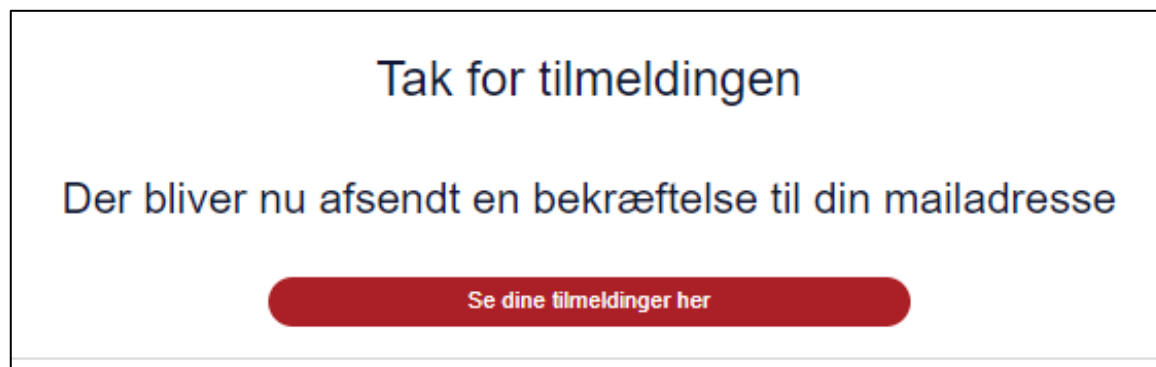 Tak for tilmeldingen
Der bliver nu afsendt en bekræftelse til din mailadresse
Se dine tilmeldinger her